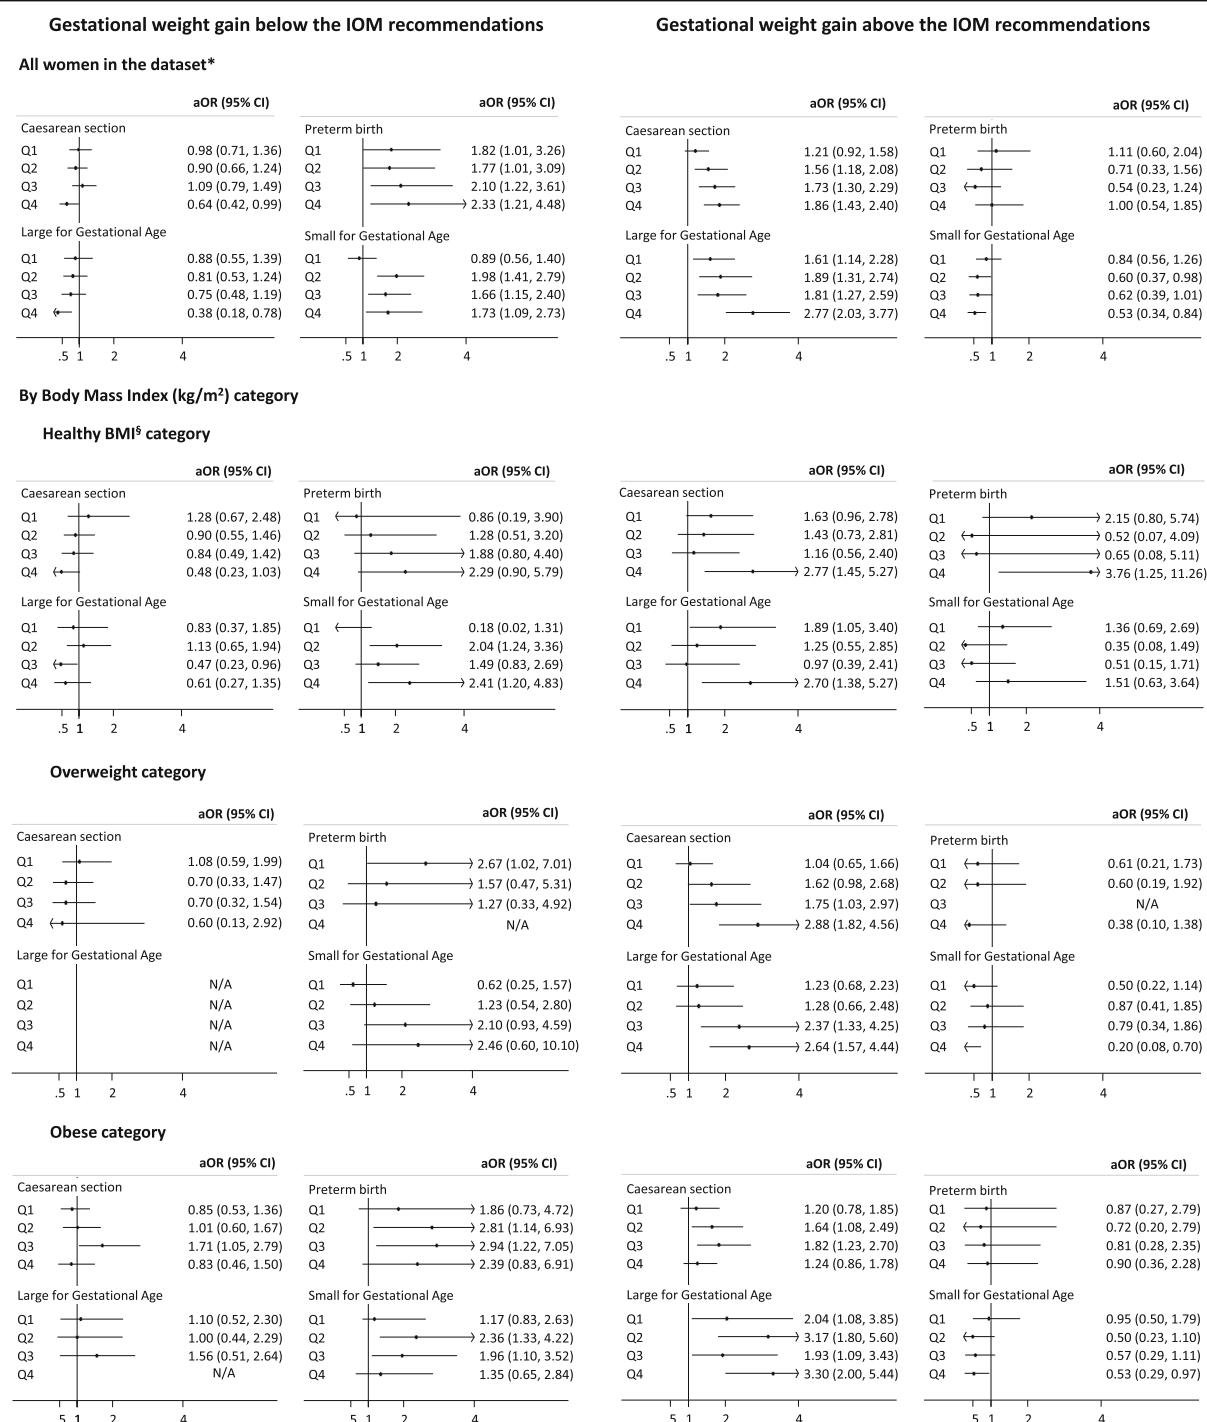 Gestational weight gain below the IOM recommendations
Gestational weight gain above the IOM recommendations
All women in the dataset*
aOR (95% CI)
Caesarean section
Q1 0.98 (0.71, 1.36)
Q2 0.90 (0.66, 1.24)
Q3 1.09 (0.79, 1.49)
Q4 0.64 (0.42, 0.99)
Large for Gestational Age
Q1 0.88 (0.55, 1.39)
Q2 0.81 (0.53, 1.24)
Q3 0.75 (0.48, 1.19)
Q4 0.38 (0.18, 0.78)
.5 1 2 4
aOR (95% CI)
Preterm birth
Q1 1.82 (1.01, 3.26)
Q2 1.77 (1.01, 3.09)
Q3 2.10 (1.22, 3.61)
Q4 2.33 (1.21, 4.48)
Small for Gestational Age
Q1 0.89 (0.56, 1.40)
Q2 1.98 (1.41, 2.79)
Q3 1.66 (1.15, 2.40)
Q4 1.73 (1.09, 2.73)
.5 1 2 4
aOR (95% CI)
Caesarean section
Q1 1.21 (0.92, 1.58)
Q2 1.56 (1.18, 2.08)
Q3 1.73 (1.30, 2.29)
Q4 1.86 (1.43, 2.40)
Large for Gestational Age
Q1 1.61 (1.14, 2.28)
Q2 1.89 (1.31, 2.74)
Q3 1.81 (1.27, 2.59)
Q4 2.77 (2.03, 3.77)
.5 1 2 4
aOR (95% CI)
Preterm birth
Q1 1.11 (0.60, 2.04)
Q2 0.71 (0.33, 1.56)
Q3 0.54 (0.23, 1.24)
Q4 1.00 (0.54, 1.85)
Small for Gestational Age
Q1 0.84 (0.56, 1.26)
Q2 0.60 (0.37, 0.98)
Q3 0.62 (0.39, 1.01)
Q4 0.53 (0.34, 0.84)
.5 1 2 4
By Body Mass Index (kg/m²) category
Healthy BMI§ category
aOR (95% CI)
Caesarean section
Q1 1.28 (0.67, 2.48)
Q2 0.90 (0.55, 1.46)
Q3 0.84 (0.49, 1.42)
Q4 0.48 (0.23, 1.03)
Large for Gestational Age
Q1 0.83 (0.37, 1.85)
Q2 1.13 (0.65, 1.94)
Q3 0.47 (0.23, 0.96)
Q4 0.61 (0.27, 1.35)
.5 1 2 4
aOR (95% CI)
Preterm birth
Q1 0.86 (0.19, 3.90)
Q2 1.28 (0.51, 3.20)
Q3 1.88 (0.80, 4.40)
Q4 2.29 (0.90, 5.79)
Small for Gestational Age
Q1 0.18 (0.02, 1.31)
Q2 2.04 (1.24, 3.36)
Q3 1.49 (0.83, 2.69)
Q4 2.41 (1.20, 4.83)
.5 1 2 4
aOR (95% CI)
Caesarean section
Q1 1.63 (0.96, 2.78)
Q2 1.43 (0.73, 2.81)
Q3 1.16 (0.56, 2.40)
Q4 2.77 (1.45, 5.27)
Large for Gestational Age
Q1 1.89 (1.05, 3.40)
Q2 1.25 (0.55, 2.85)
Q3 0.97 (0.39, 2.41)
Q4 2.70 (1.38, 5.27)
.5 1 2 4
aOR (95% CI)
Preterm birth
Q1 2.15 (0.80, 5.74)
Q2 0.52 (0.07, 4.09)
Q3 0.65 (0.08, 5.11)
Q4 3.76 (1.25, 11.26)
Small for Gestational Age
Q1 1.36 (0.69, 2.69)
Q2 0.35 (0.08, 1.49)
Q3 0.51 (0.15, 1.71)
Q4 1.51 (0.63, 3.64)
.5 1 2 4
Overweight category
aOR (95% CI)
Caesarean section
Q1 1.08 (0.59, 1.99)
Q2 0.70 (0.33, 1.47)
Q3 0.70 (0.32, 1.54)
Q4 0.60 (0.13, 2.92)
Large for Gestational Age
Q1 N/A
Q2 N/A
Q3 N/A
Q4 N/A
.5 1 2 4
aOR (95% CI)
Preterm birth
Q1 2.67 (1.02, 7.01)
Q2 1.57 (0.47, 5.31)
Q3 1.27 (0.33, 4.92)
Q4 N/A
Small for Gestational Age
Q1 0.62 (0.25, 1.57)
Q2 1.23 (0.54, 2.80)
Q3 2.10 (0.93, 4.59)
Q4 2.46 (0.60, 10.10)
.5 1 2 4
aOR (95% CI)
Caesarean section
Q1 1.04 (0.65, 1.66)
Q2 1.62 (0.98, 2.68)
Q3 1.75 (1.03, 2.97)
Q4 2.88 (1.82, 4.56)
Large for Gestational Age
Q1 1.23 (0.68, 2.23)
Q2 1.28 (0.66, 2.48)
Q3 2.37 (1.33, 4.25)
Q4 2.64 (1.57, 4.44)
.5 1 2 4
aOR (95% CI)
Preterm birth
Q1 0.61 (0.21, 1.73)
Q2 0.60 (0.19, 1.92)
Q3 N/A
Q4 0.38 (0.10, 1.38)
Small for Gestational Age
Q1 0.50 (0.22, 1.14)
Q2 0.87 (0.41, 1.85)
Q3 0.79 (0.34, 1.86)
Q4 0.20 (0.08, 0.70)
.5 1 2 4
Obese category
aOR (95% CI)
Caesarean section
Q1 0.85 (0.53, 1.36)
Q2 1.01 (0.60, 1.67)
Q3 1.71 (1.05, 2.79)
Q4 0.83 (0.46, 1.50)
Large for Gestational Age
Q1 1.10 (0.52, 2.30)
Q2 1.00 (0.44, 2.29)
Q3 1.56 (0.51, 2.64)
Q4 N/A
.5 1 2 4
aOR (95% CI)
Preterm birth
Q1 1.86 (0.73, 4.72)
Q2 2.81 (1.14, 6.93)
Q3 2.94 (1.22, 7.05)
Q4 2.39 (0.83, 6.91)
Small for Gestational Age
Q1 1.17 (0.83, 2.63)
Q2 2.36 (1.33, 4.22)
Q3 1.96 (1.10, 3.52)
Q4 1.35 (0.65, 2.84)
.5 1 2 4
aOR (95% CI)
Caesarean section
Q1 1.20 (0.78, 1.85)
Q2 1.64 (1.08, 2.49)
Q3 1.82 (1.23, 2.70)
Q4 1.24 (0.86, 1.78)
Large for Gestational Age
Q1 2.04 (1.08, 3.85)
Q2 3.17 (1.80, 5.60)
Q3 1.93 (1.09, 3.43)
Q4 3.30 (2.00, 5.44)
.5 1 2 4
aOR (95% CI)
Preterm birth
Q1 0.87 (0.27, 2.79)
Q2 0.72 (0.20, 2.79)
Q3 0.81 (0.28, 2.35)
Q4 0.90 (0.36, 2.28)
Small for Gestational Age
Q1 0.95 (0.50, 1.79)
Q2 0.50 (0.23, 1.10)
Q3 0.57 (0.29, 1.11)
Q4 0.53 (0.29, 0.97)
.5 1 2 4